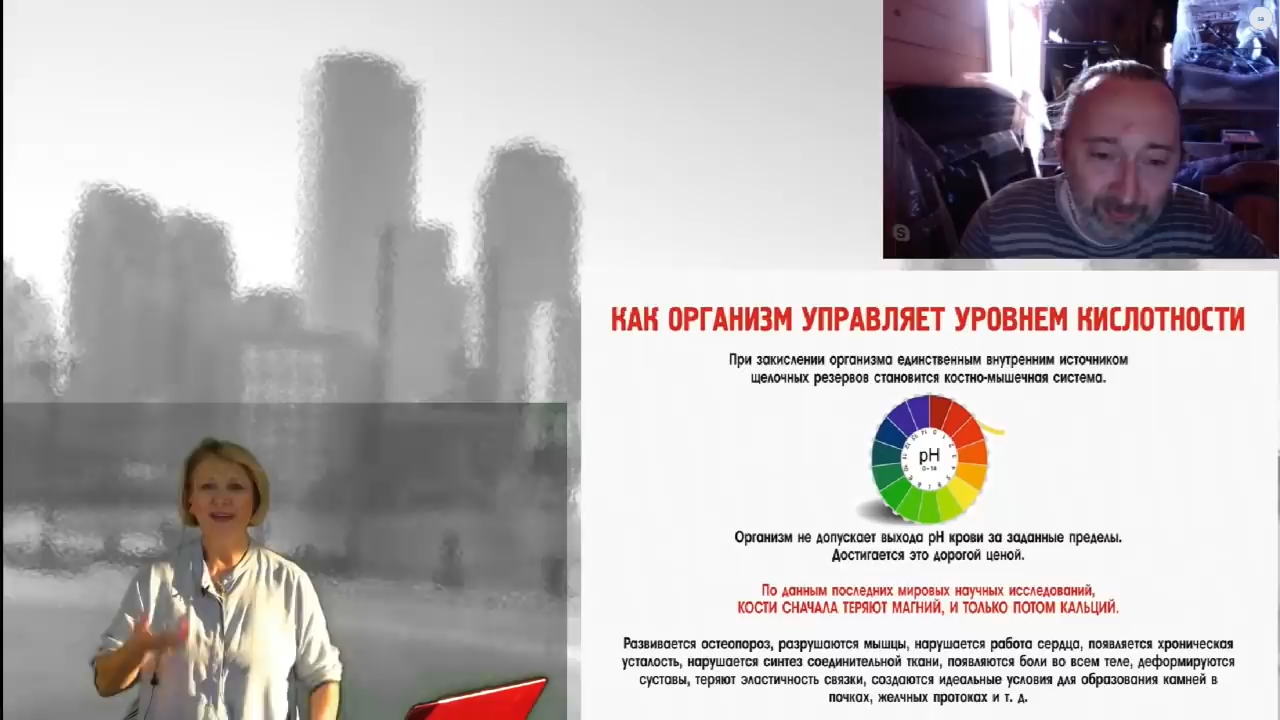 КАК ОРГАНИЗМ УПРАВЛЯЕТ УРОВНЕМ КИСЛОТНОСТИ
При закислении организма единственным внутренним источником
щелочных резервов становится костно-мышечная система.
pH
0-14
Организм не допускает выхода pH крови за заданные пределы.
Достигается это дорогой ценой.
По данным последних мировых научных исследований,
КОСТИ СНАЧАЛА ТЕРЯЮТ МАГНИЙ, И ТОЛЬКО ПОТОМ КАЛЬЦИЙ.
Развивается остеопороз, разрушаются мышцы, нарушается работа сердца, появляется хроническая
усталость, нарушается синтез соединительной ткани, появляются боли во всем теле, деформируются
суставы, теряют эластичность связки, создаются идеальные условия для образования камней в
почках, желчных протоках и т. д.